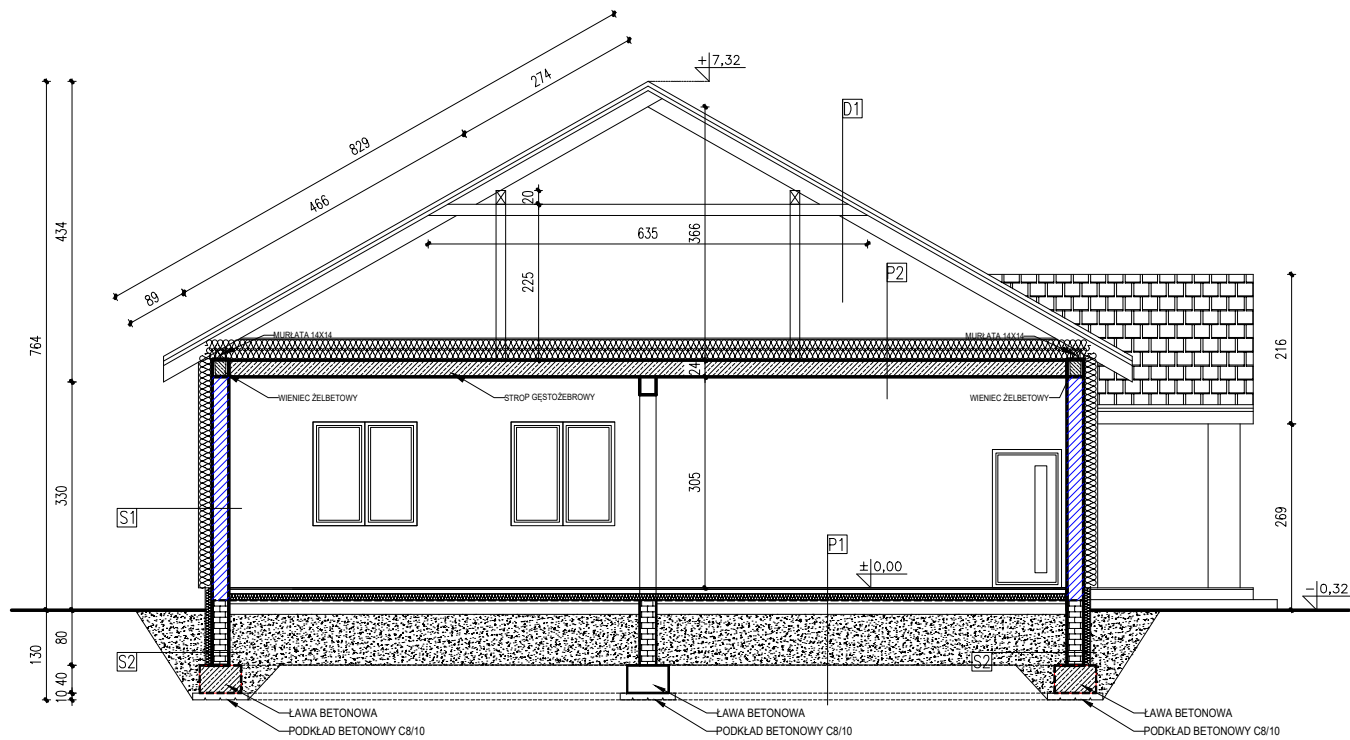 +7,32
D1
274
829
466
89
20
635
366
225
P2
434
764
MURŁATA 14X14
MURŁATA 14X14
216
24
WIENIEC ŻELBETOWY
STROP GĘSTOŻEBROWY
WIENIEC ŻELBETOWY
330
305
269
S1
P1
±0,00
-0,32
80
130
S2
S2
40
10
ŁAWA BETONOWA
ŁAWA BETONOWA
ŁAWA BETONOWA
PODKŁAD BETONOWY C8/10
PODKŁAD BETONOWY C8/10
PODKŁAD BETONOWY C8/10